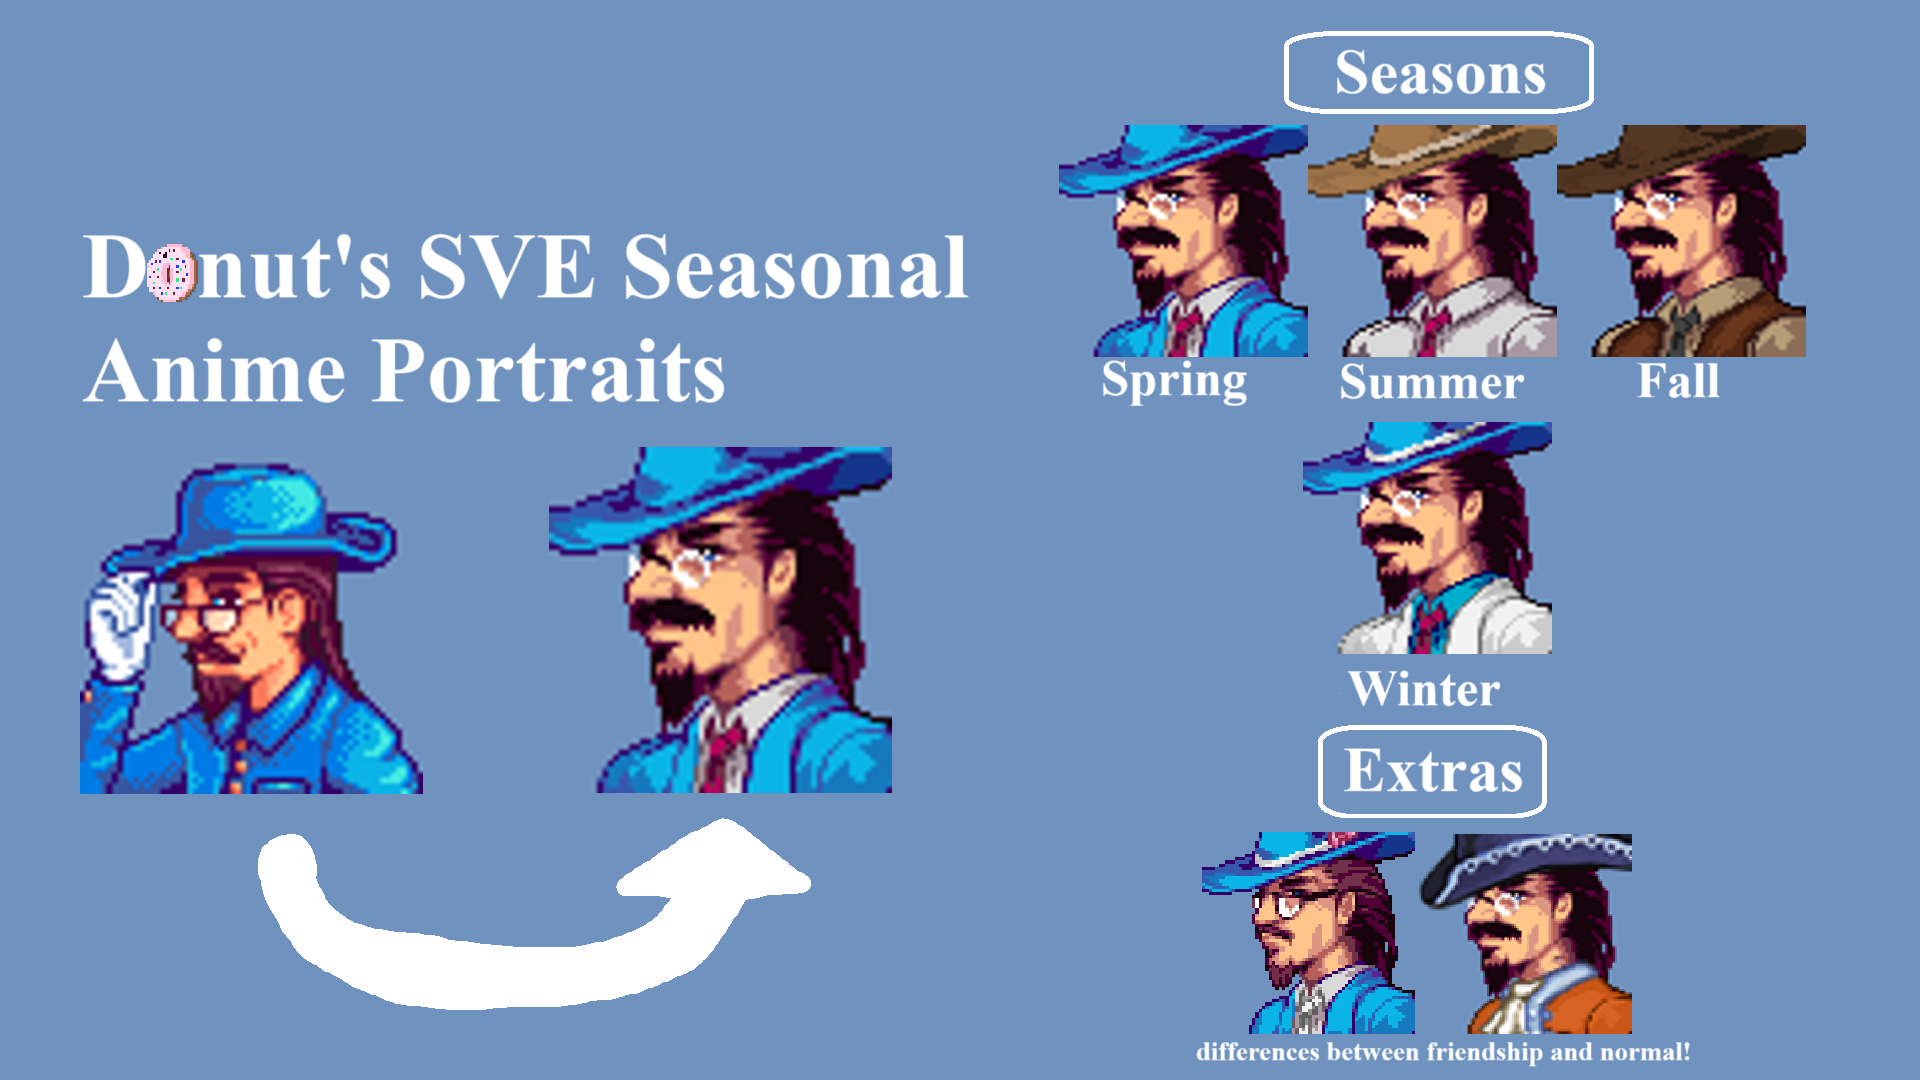 Donut's SVE Seasonal
Anime Portraits
Seasons
Spring
Summer
Fall
Winter
Extras
differences between friendship and normal!